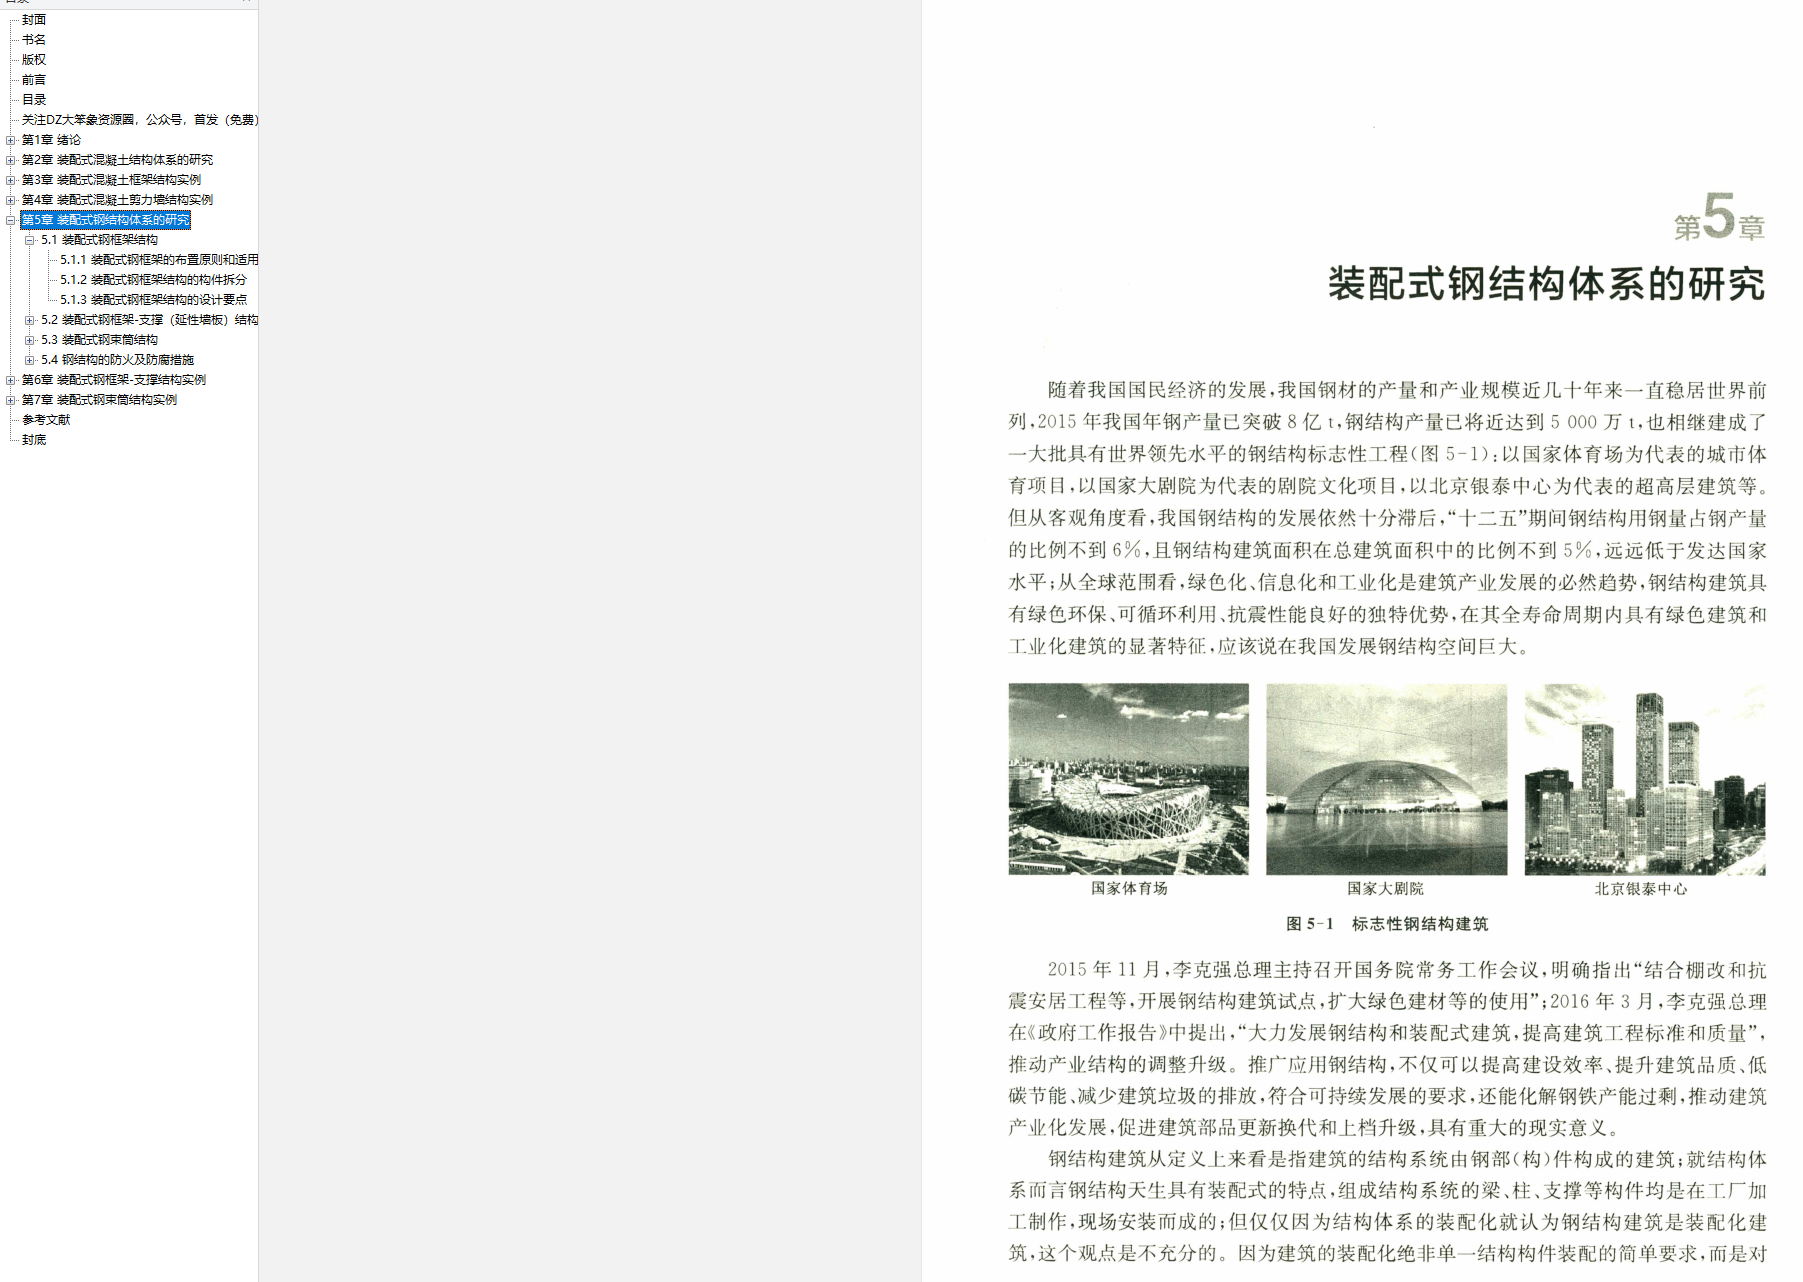 封面
书名
版权
前言
目录
关注DZ大笨象资源圈，公众号，首发（免费）
第1章 绪论
第2章 装配式混凝土结构体系的研究
第3章 装配式混凝土框架结构实例
第4章 装配式混凝土剪力墙结构实例
第5章 装配式钢结构体系的研究
5.1 装配式钢框架结构
5.1.1 装配式钢框架的布置原则和适用
5.1.2 装配式钢框架结构的构件拆分
5.1.3 装配式钢框架结构的设计要点
5.2 装配式钢框架-支撑（延性墙板）结构
5.3 装配式钢束筒结构
5.4 钢结构的防火及防腐措施
第6章 装配式钢框架-支撑结构实例
第7章 装配式钢束筒结构实例
参考文献
封底
第5章
装配式钢结构体系的研究
随着我国国民经济的发展,我国钢材的产量和产业规模近几十年来一直稳居世界前
列,2015 年我国年钢产量已突破 8 亿 t,钢结构产量已将近达到 5 000 万 t,也相继建成了
一大批具有世界领先水平的钢结构标志性工程(图 5-1):以国家体育场为代表的城市体
育项目,以国家大剧院为代表的剧院文化项目,以北京银泰中心为代表的超高层建筑等。
但从客观角度看,我国钢结构的发展依然十分滞后,“十二五”期间钢结构用钢量占钢产量
的比例不到 6%,且钢结构建筑面积在总建筑面积中的比例不到 5%,远远低于发达国家
水平;从全球范围看,绿色化、信息化和工业化是建筑产业发展的必然趋势,钢结构建筑具
有绿色环保、可循环利用、抗震性能良好的独特优势,在其全寿命周期内具有绿色建筑和
工业化建筑的显著特征,应该说在我国发展钢结构空间巨大。
国家体育场
国家大剧院
北京银泰中心
图 5-1 标志性钢结构建筑
2015 年 11 月,李克强总理主持召开国务院常务工作会议,明确指出“结合棚改和抗
震安居工程等,开展钢结构建筑试点,扩大绿色建材等的使用”;2016 年 3 月,李克强总理
在《政府工作报告》中提出,“大力发展钢结构和装配式建筑,提高建筑工程标准和质量”,
推动产业结构的调整升级。推广应用钢结构,不仅可以提高建设效率、提升建筑品质、低
碳节能、减少建筑垃圾的排放,符合可持续发展的要求,还能化解钢铁产能过剩,推动建筑
产业化发展,促进建筑部品更新换代和上档升级,具有重大的现实意义。
钢结构建筑从定义上来看是指建筑的结构系统由钢部(构)件构成的建筑;就结构体
系而言钢结构天生具有装配式的特点,组成结构系统的梁、柱、支撑等构件均是在工厂加
工制作,现场安装而成的;但仅仅因为结构体系的装配化就认为钢结构建筑是装配化建
筑,这个观点是不充分的。因为建筑的装配化绝非单一结构构件装配的简单要求,而是对